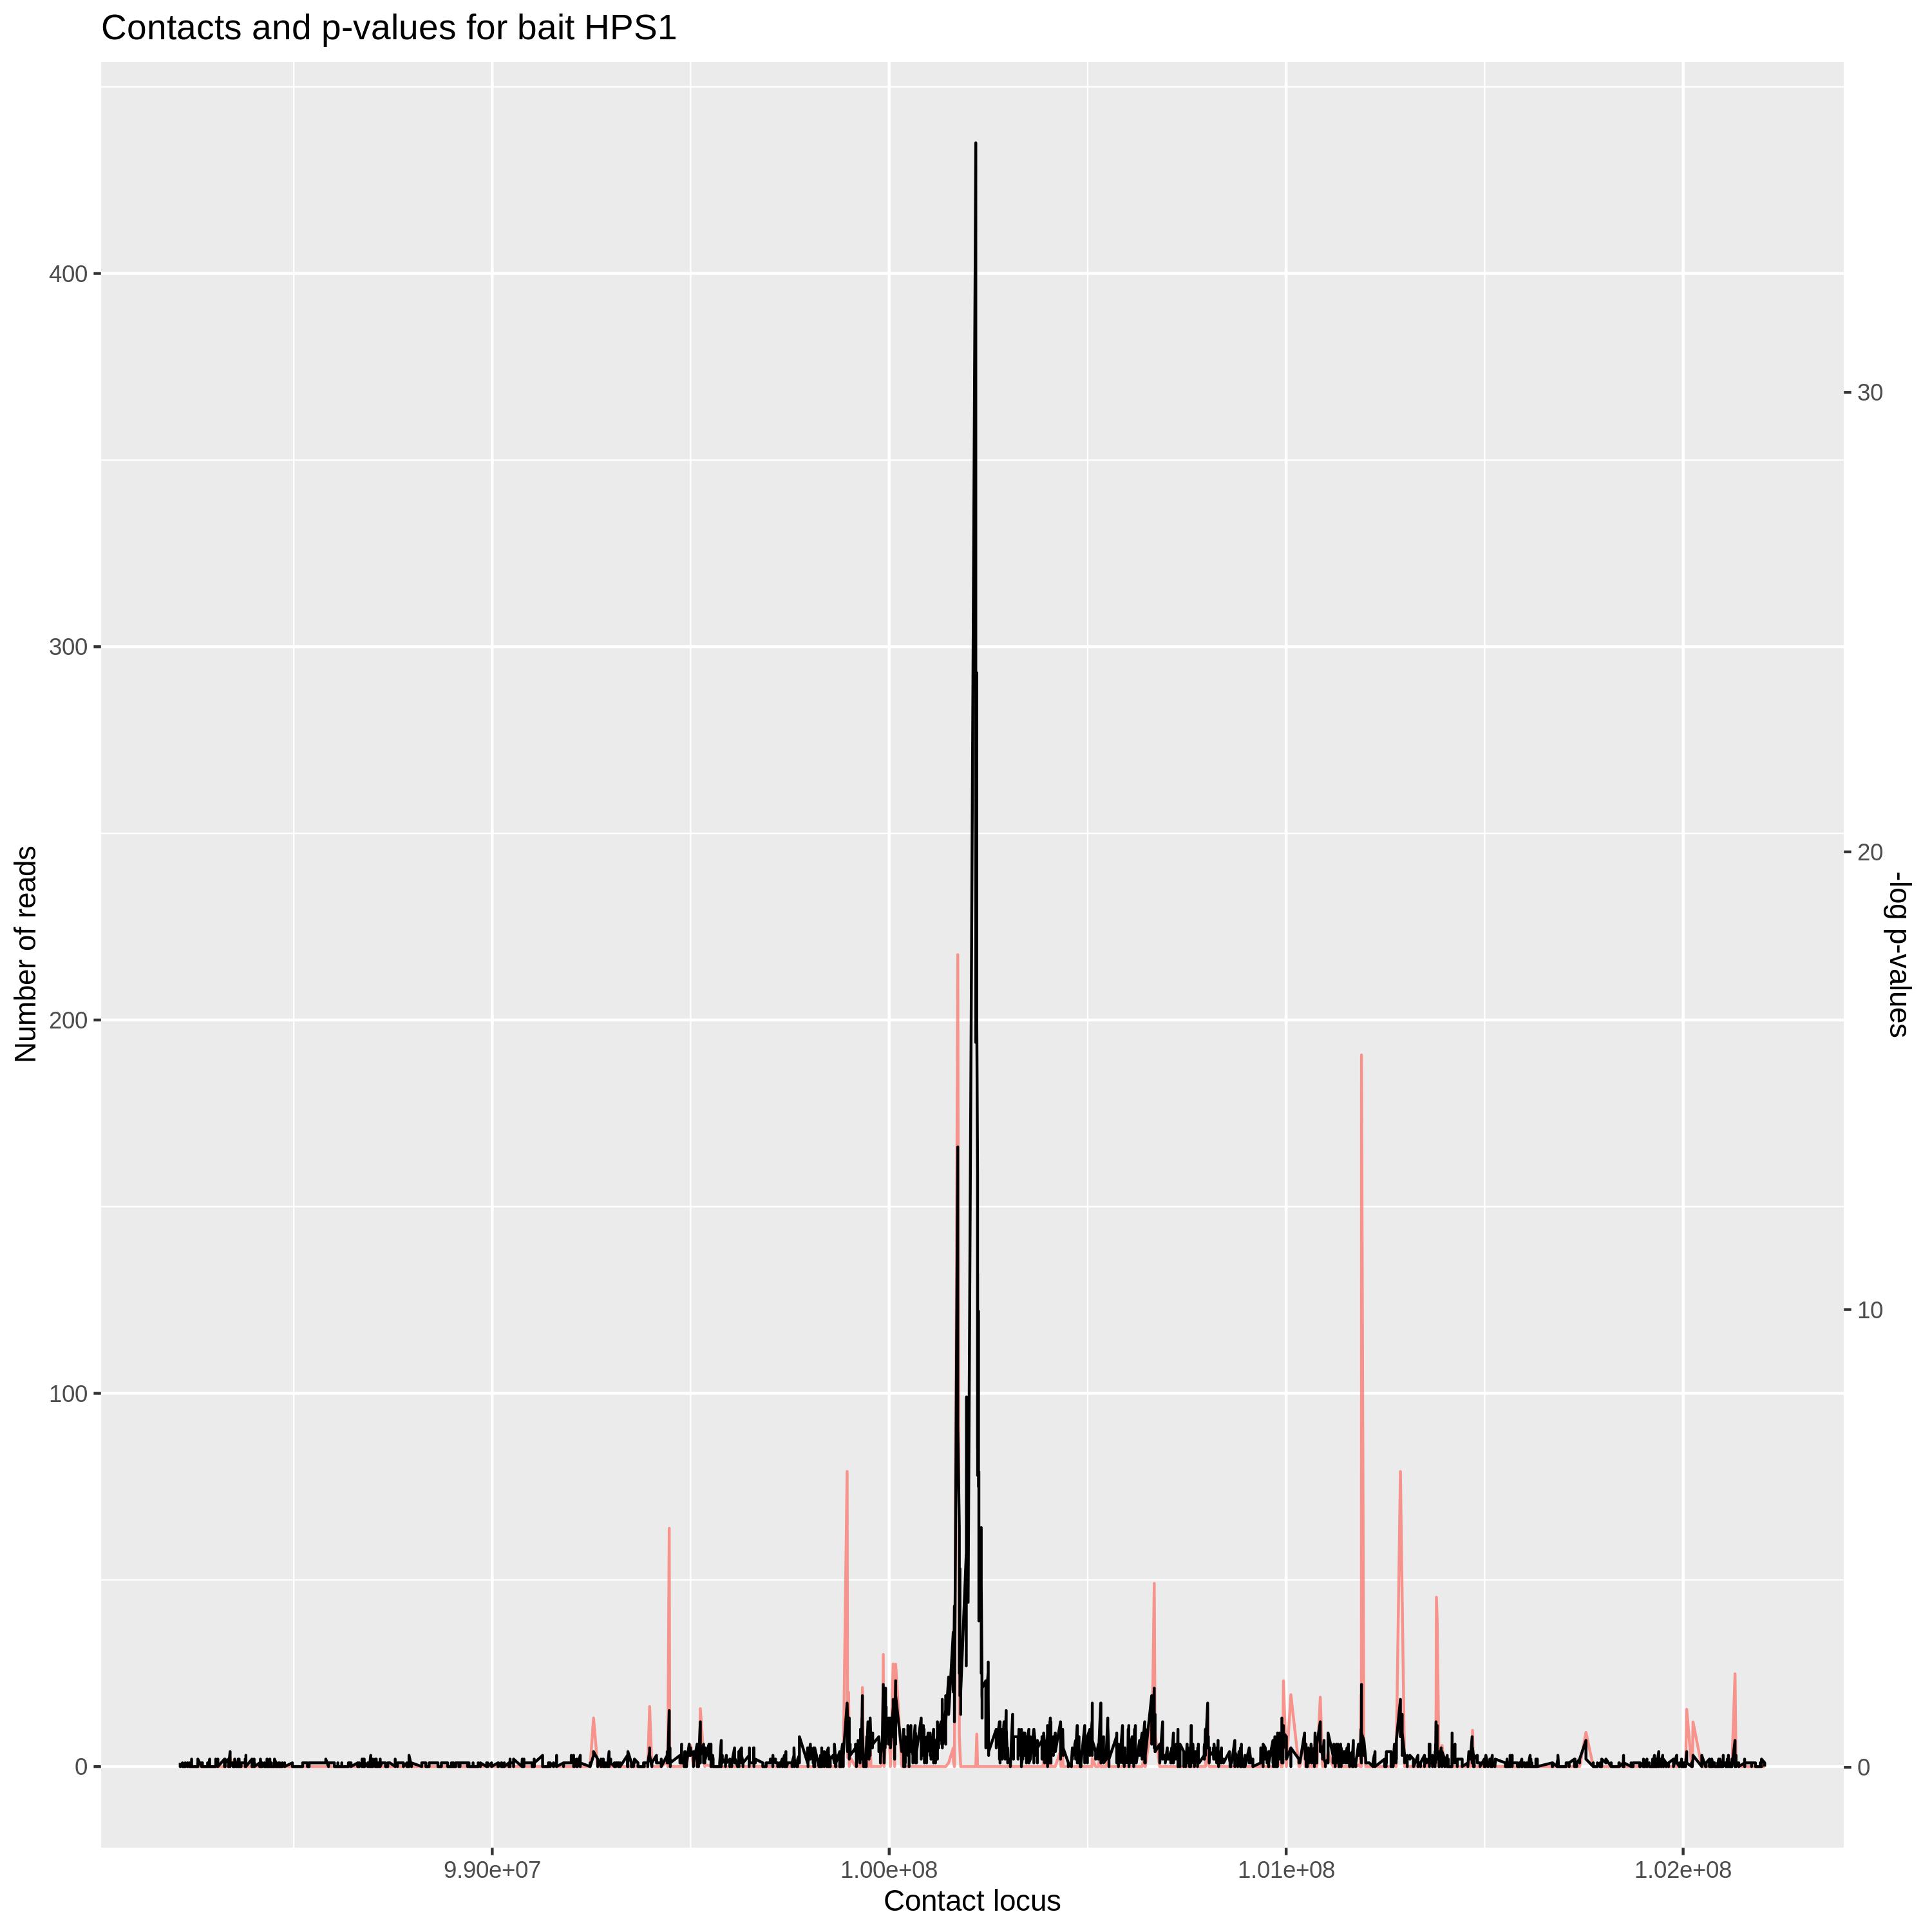 Contacts and p-values for bait HPS1
400
300
200
100
0
Number of reads
30
20
10
0
-log p-values
9.90e+07
1.00e+08
1.01e+08
1.02e+08
Contact locus